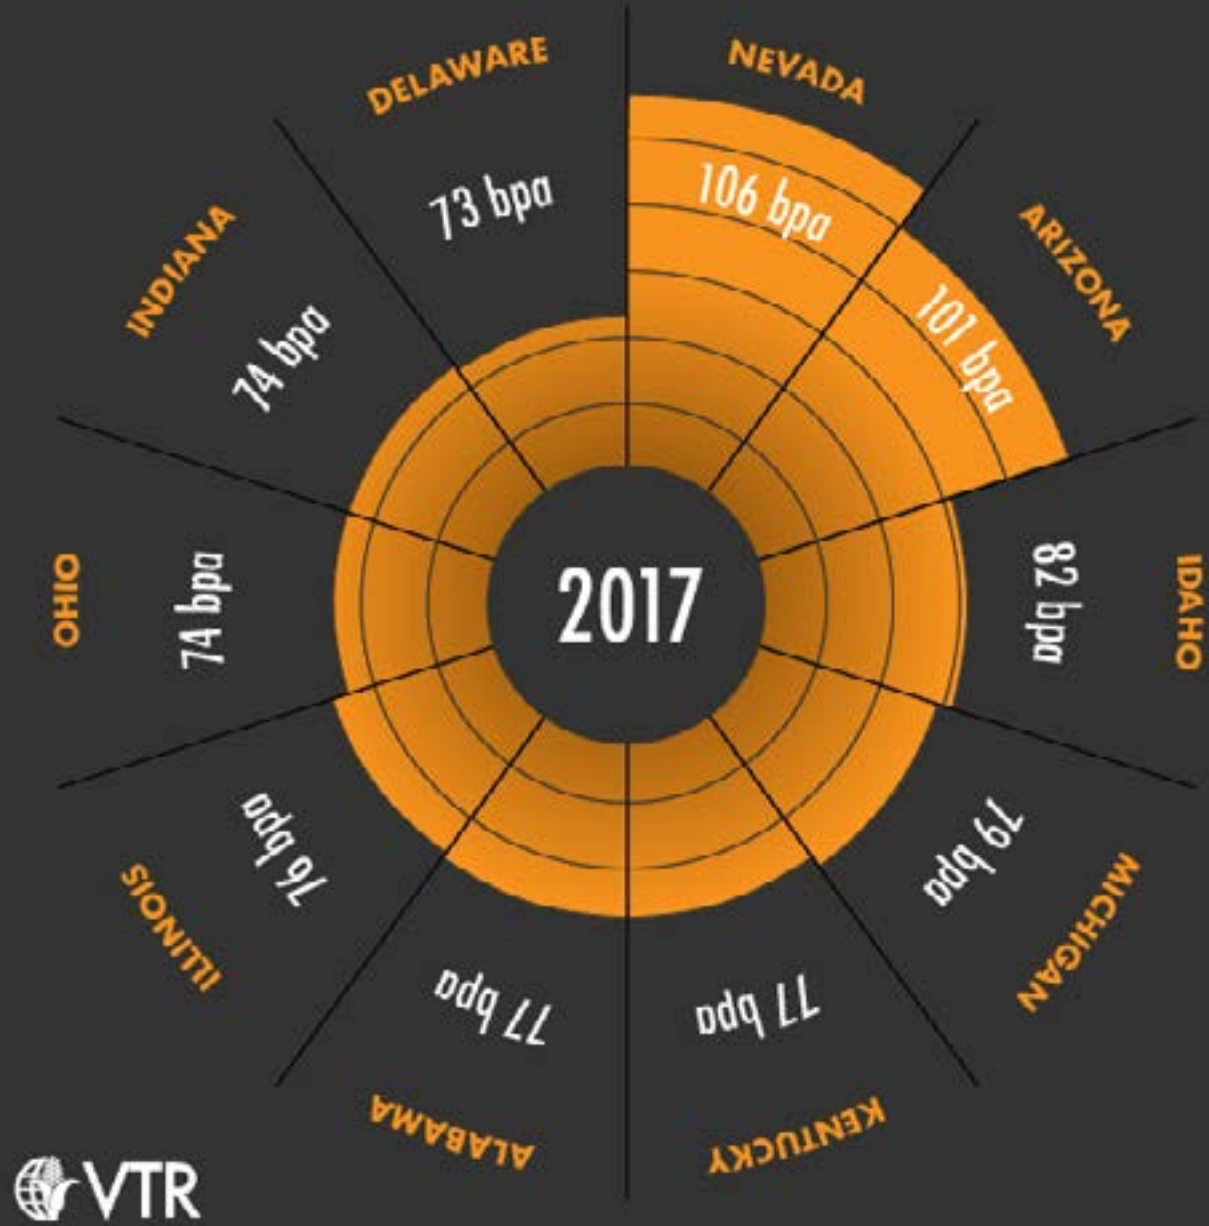 NEVADA
106 bpa
ARIZONA
101 bpa
IDAHO
82 bpa
MICHIGAN
79 bpa
KENTUCKY
77 bpa
ALABAMA
77 bpa
ILLINOIS
76 bpa
OHIO
74 bpa
INDIANA
74 bpa
DELAWARE
73 bpa
2017
VTR